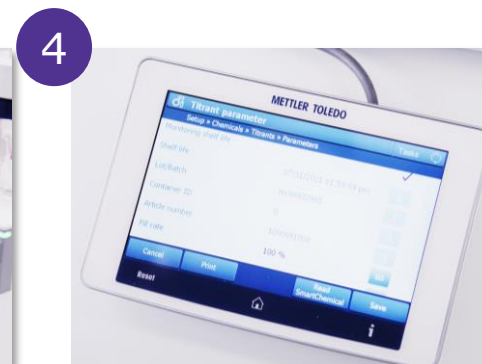 4
METTLER TOLEDO
Titrant parameter
Tasks
Setup > Chemicals > Titrants > Parameters
Monitoring shelf life
Shelf life
Lot/Batch
Container ID
0
Article number
Fill rate
100 %
Cancel
Print
Read
SmartChemical
Save
Reset
i